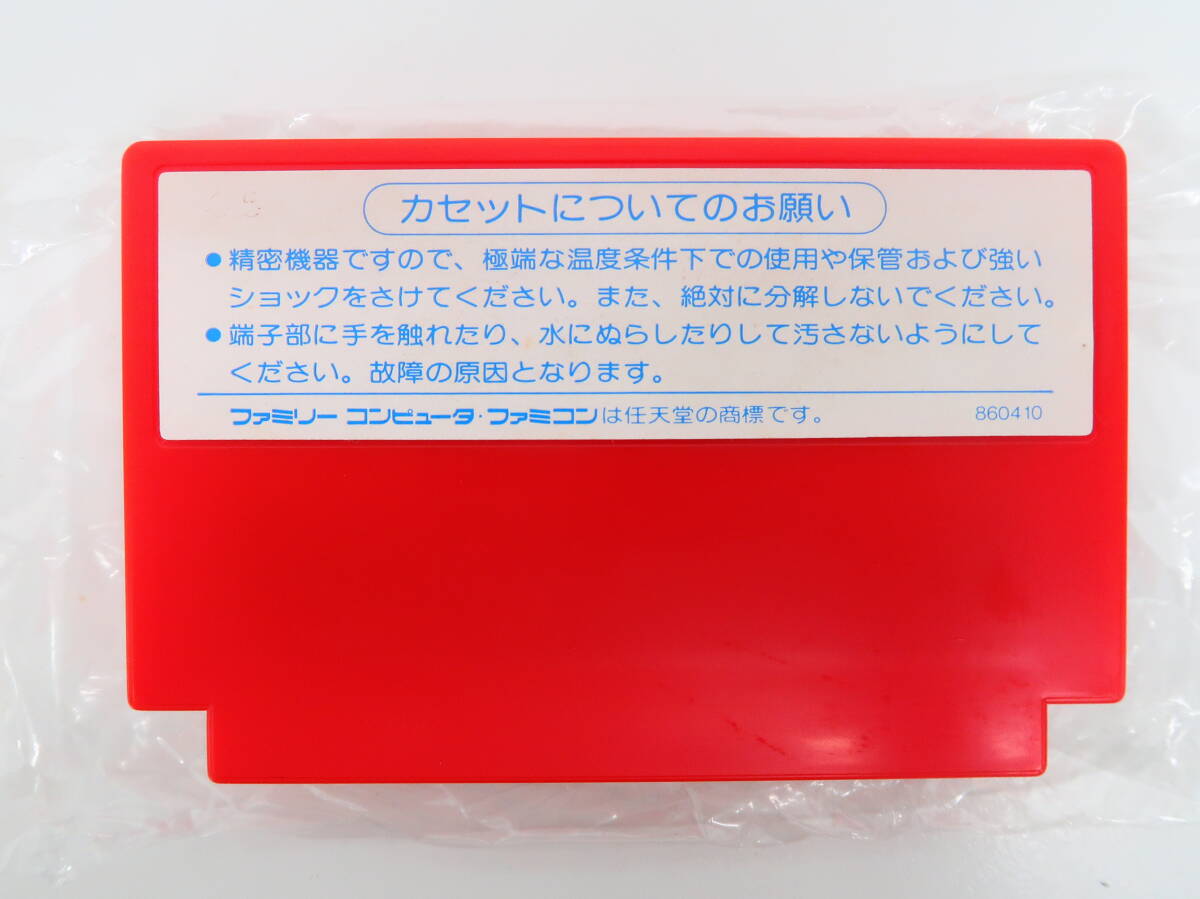 カセットについてのお願い
●精密機器ですので、極端な温度条件下での使用や保管および強い
ショックをさけてください。また、絶対に分解しないでください。
●端子部に手を触れたり、水にぬらしたりして汚さないようにして
ください。故障の原因となります。
ファミリー コンピュータ・ファミコンは任天堂の商標です。 860410